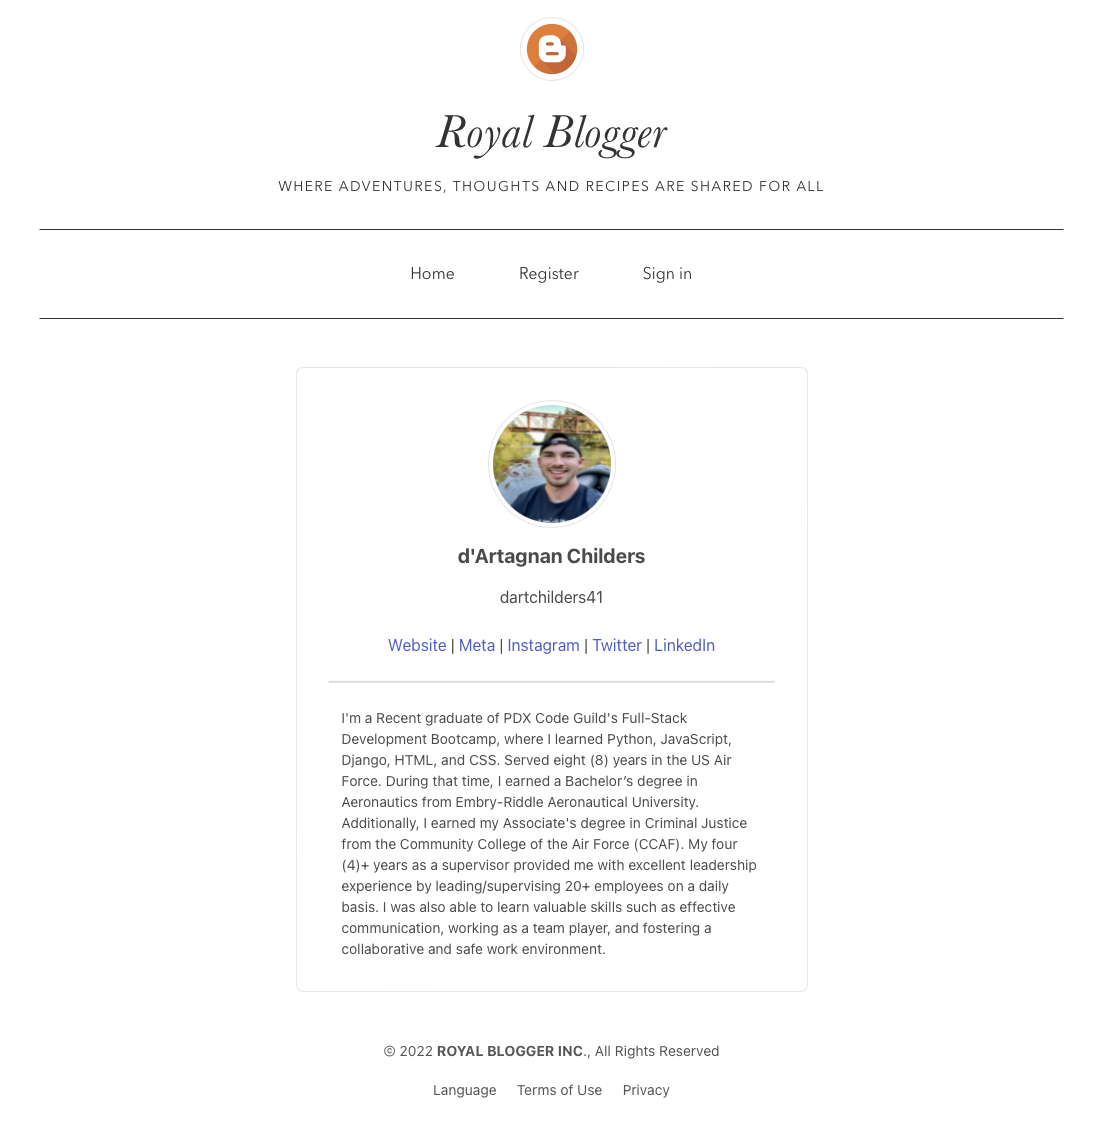 Royal Blogger
WHERE ADVENTURES, THOUGHTS AND RECIPES ARE SHARED FOR ALL
Home Register Sign in
d'Artagnan Childers
dartchilders41
Website | Meta | Instagram | Twitter | LinkedIn
I'm a Recent graduate of PDX Code Guild's Full-Stack
Development Bootcamp, where I learned Python, JavaScript,
Django, HTML, and CSS. Served eight (8) years in the US Air
Force. During that time, I earned a Bachelor’s degree in
Aeronautics from Embry-Riddle Aeronautical University.
Additionally, I earned my Associate's degree in Criminal Justice
from the Community College of the Air Force (CCAF). My four
(4)+ years as a supervisor provided me with excellent leadership
experience by leading/supervising 20+ employees on a daily
basis. I was also able to learn valuable skills such as effective
communication, working as a team player, and fostering a
collaborative and safe work environment.
© 2022 ROYAL BLOGGER INC., All Rights Reserved
Language Terms of Use Privacy